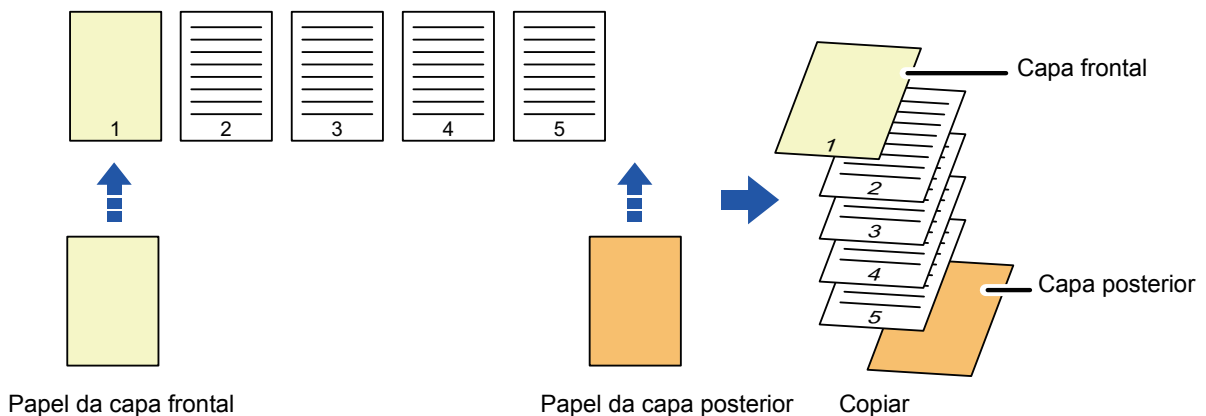 1 2 3 4 5
Capa frontal
1
2
3
4
5
Capa posterior
Papel da capa frontal
Papel da capa posterior
Copiar